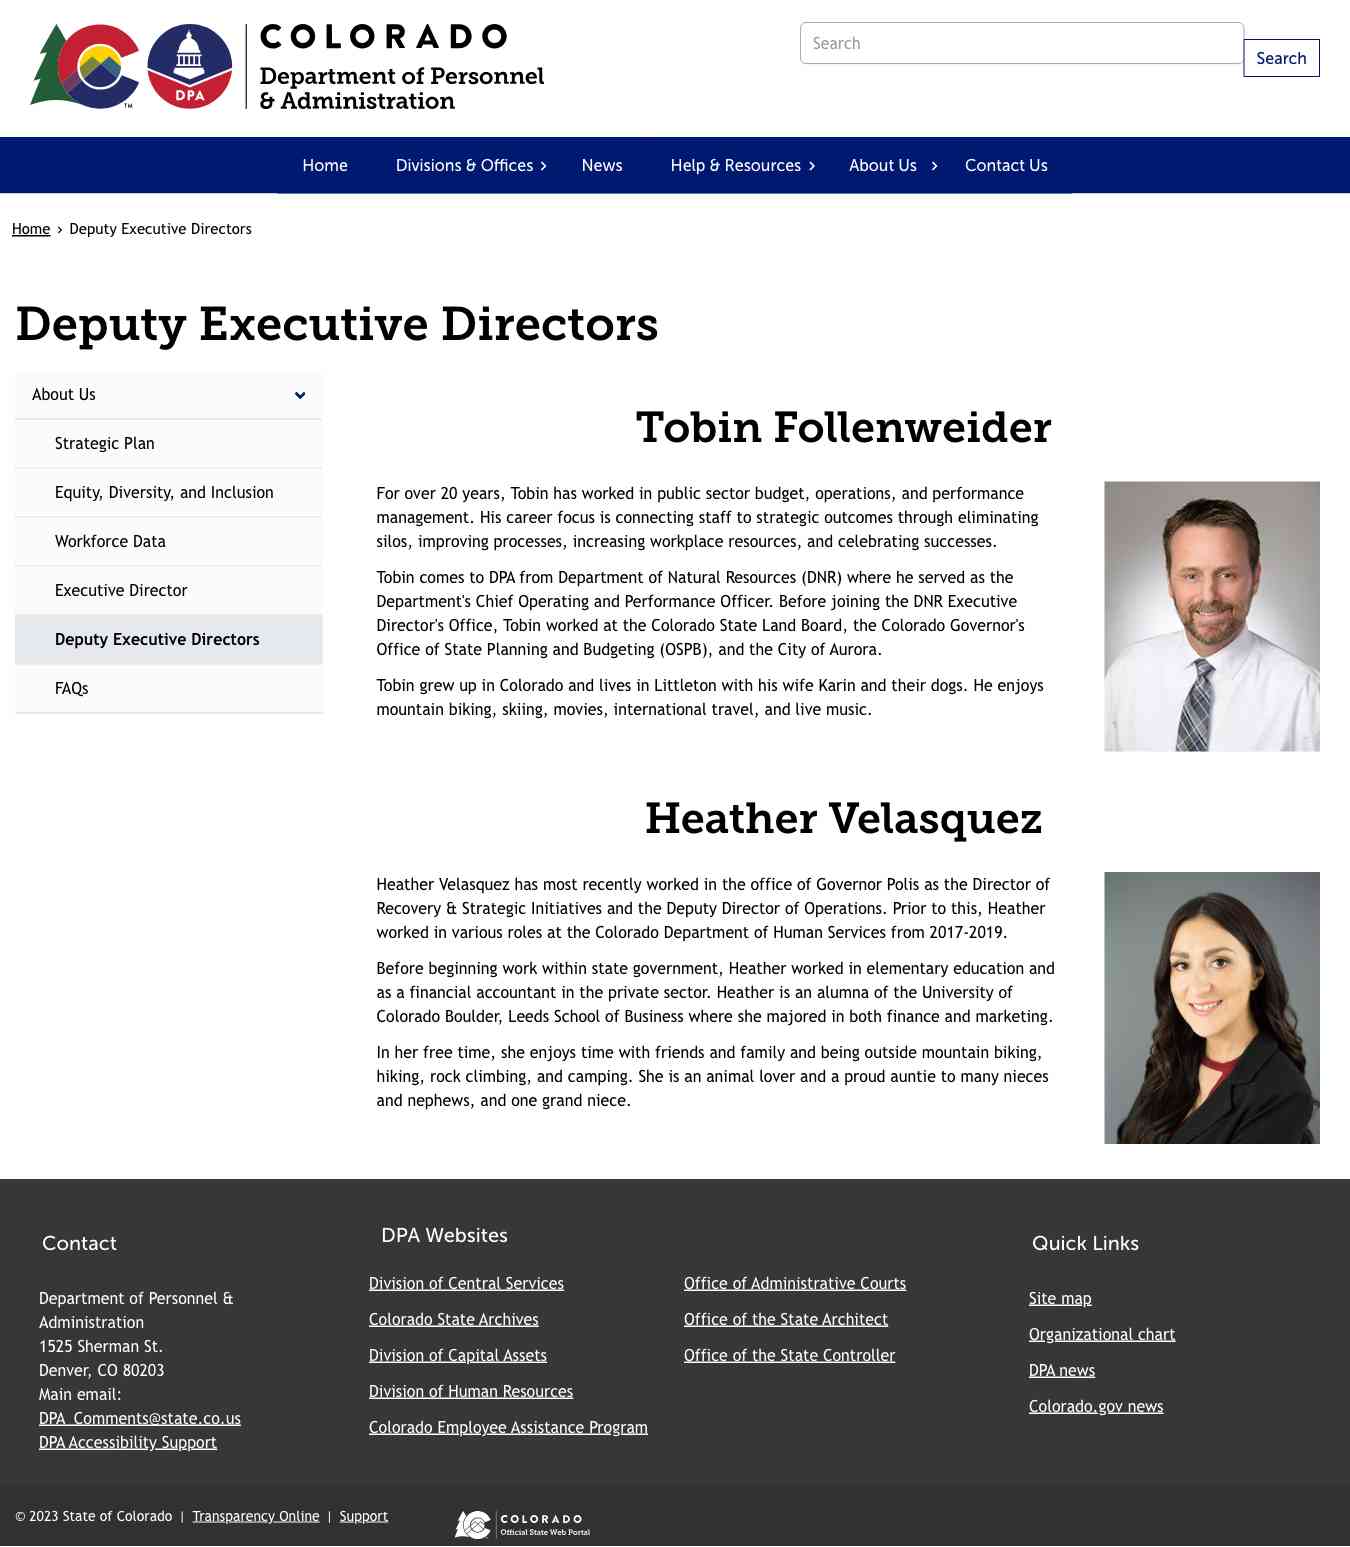 COLORADO
Department of Personnel
& Administration
DPA
TM
Search
Search
Home
Divisions & Offices
News
Help & Resources
About Us
Contact Us
Home › Deputy Executive Directors
Deputy Executive Directors
About Us
Strategic Plan
Equity, Diversity, and Inclusion
Workforce Data
Executive Director
Deputy Executive Directors
FAQs
Tobin Follenweider
For over 20 years, Tobin has worked in public sector budget, operations, and performance
management. His career focus is connecting staff to strategic outcomes through eliminating
silos, improving processes, increasing workplace resources, and celebrating successes.
Tobin comes to DPA from Department of Natural Resources (DNR) where he served as the
Department's Chief Operating and Performance Officer. Before joining the DNR Executive
Director's Office, Tobin worked at the Colorado State Land Board, the Colorado Governor's
Office of State Planning and Budgeting (OSPB), and the City of Aurora.
Tobin grew up in Colorado and lives in Littleton with his wife Karin and their dogs. He enjoys
mountain biking, skiing, movies, international travel, and live music.
Heather Velasquez
Heather Velasquez has most recently worked in the office of Governor Polis as the Director of
Recovery & Strategic Initiatives and the Deputy Director of Operations. Prior to this, Heather
worked in various roles at the Colorado Department of Human Services from 2017-2019.
Before beginning work within state government, Heather worked in elementary education and
as a financial accountant in the private sector. Heather is an alumna of the University of
Colorado Boulder, Leeds School of Business where she majored in both finance and marketing.
In her free time, she enjoys time with friends and family and being outside mountain biking,
hiking, rock climbing, and camping. She is an animal lover and a proud auntie to many nieces
and nephews, and one grand niece.
Contact
Department of Personnel &
Administration
1525 Sherman St.
Denver, CO 80203
Main email:
DPA_Comments@state.co.us
DPA Accessibility Support
DPA Websites
Division of Central Services
Colorado State Archives
Division of Capital Assets
Division of Human Resources
Colorado Employee Assistance Program
Office of Administrative Courts
Office of the State Architect
Office of the State Controller
Quick Links
Site map
Organizational chart
DPA news
Colorado.gov news
© 2023 State of Colorado | Transparency Online | Support
COLORADO
Official State Web Portal